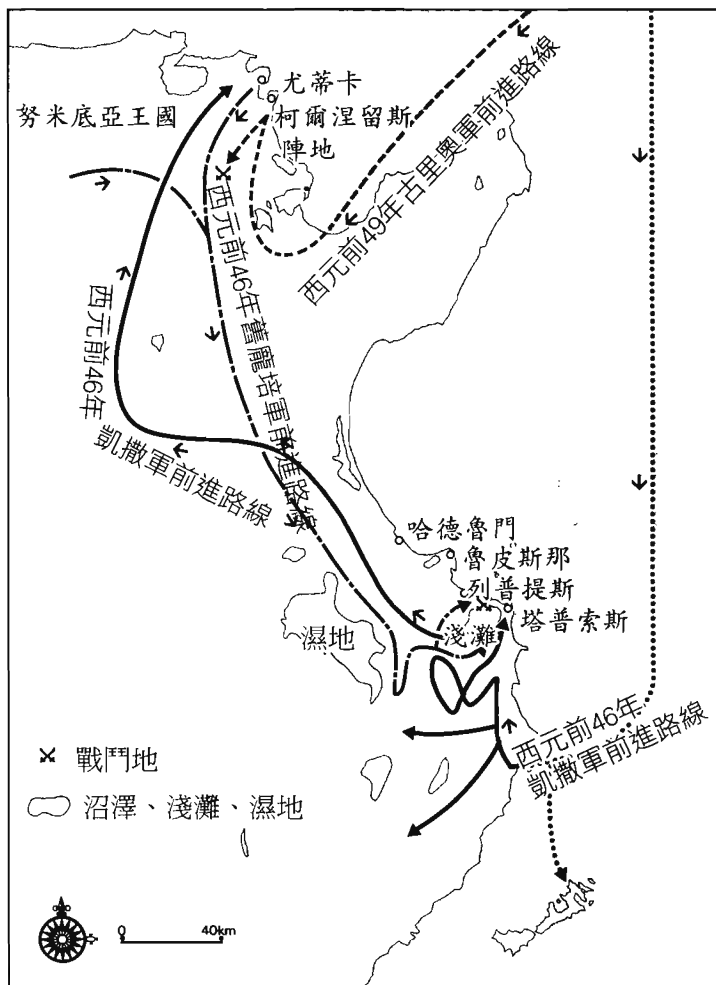 尤蒂卡
努米底亞王國
柯爾涅留斯
陣地
西元前49年古里奧軍前進路線
西元前46年舊龐培軍前進路線
西元前46年
凱撒軍前進路線
哈德魯門
魯皮斯那
列普提斯
塔普索斯
淺灘
濕地
西元前46年
凱撒軍前進路線
戰鬥地
沼澤、淺灘、濕地
0 40km